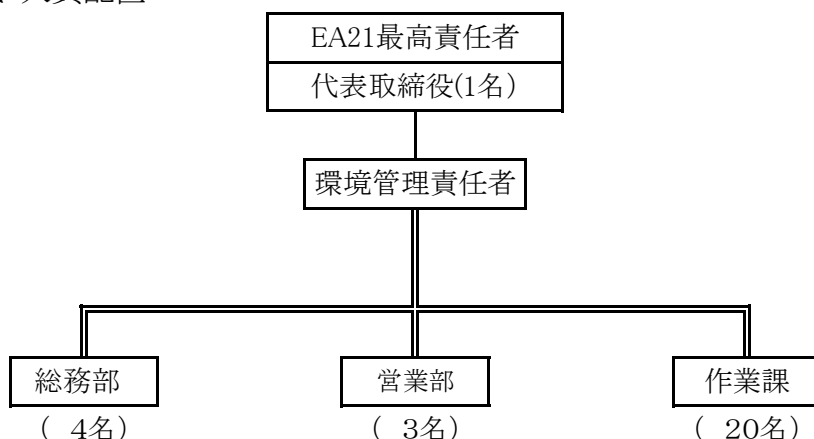 EA21最高責任者
代表取締役(1名)
環境管理責任者
総務部 営業部 作業課
( 4名) ( 3名) ( 20名)